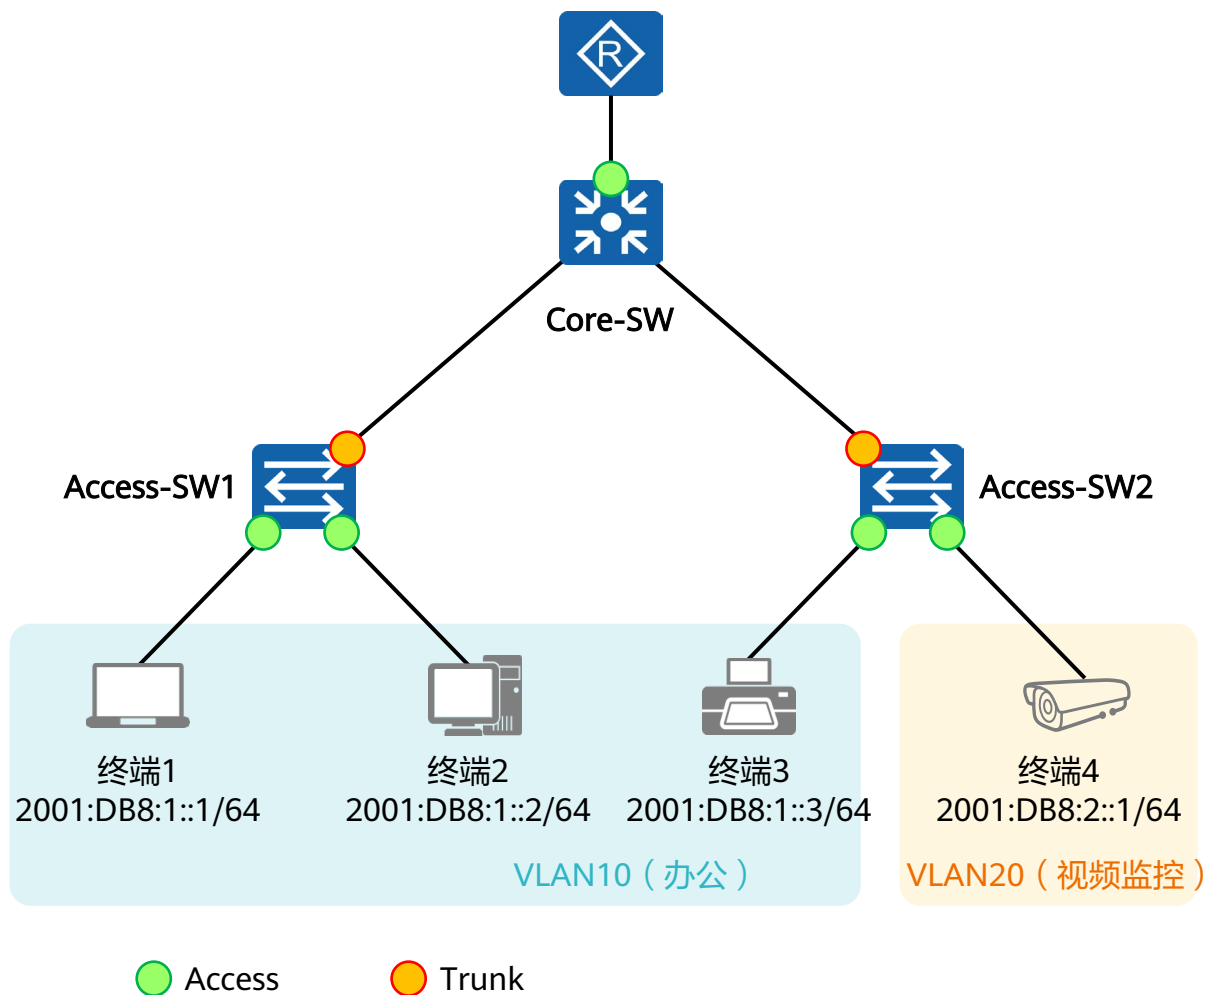 R
Core-SW
Access-SW1
Access-SW2
终端1
2001:DB8:1::1/64
终端2
2001:DB8:1::2/64
终端3
2001:DB8:1::3/64
终端4
2001:DB8:2::1/64
VLAN10（办公）
VLAN20（视频监控）
Access
Trunk